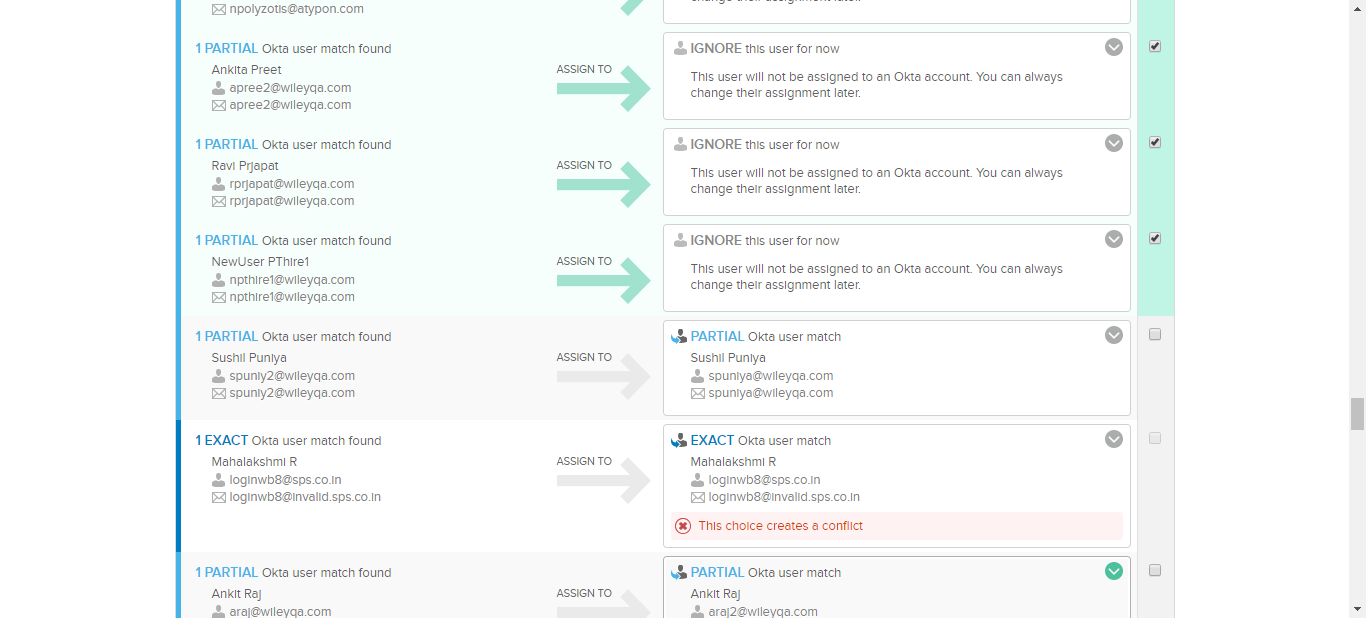 npolyzotis@atypon.com
1 PARTIAL Okta user match found
Ankita Preet
apree2@wileyqa.com
apree2@wileyqa.com
ASSIGN TO
IGNORE this user for now
This user will not be assigned to an Okta account. You can always
change their assignment later.
1 PARTIAL Okta user match found
Ravi Prjapat
rprjapat@wileyqa.com
rprjapat@wileyqa.com
ASSIGN TO
IGNORE this user for now
This user will not be assigned to an Okta account. You can always
change their assignment later.
1 PARTIAL Okta user match found
NewUser PThire1
npthire1@wileyqa.com
npthire1@wileyqa.com
ASSIGN TO
IGNORE this user for now
This user will not be assigned to an Okta account. You can always
change their assignment later.
1 PARTIAL Okta user match found
Sushil Puniya
spuniy2@wileyqa.com
spuniy2@wileyqa.com
ASSIGN TO
PARTIAL Okta user match
Sushil Puniya
spuniya@wileyqa.com
spuniya@wileyqa.com
1 EXACT Okta user match found
Mahalakshmi R
loginwb8@sps.co.in
loginwb8@invalid.sps.co.in
ASSIGN TO
EXACT Okta user match
Mahalakshmi R
loginwb8@sps.co.in
loginwb8@invalid.sps.co.in
This choice creates a conflict
1 PARTIAL Okta user match found
Ankit Raj
araj@wileyqa.com
ASSIGN TO
PARTIAL Okta user match
Ankit Raj
araj2@wileyqa.com